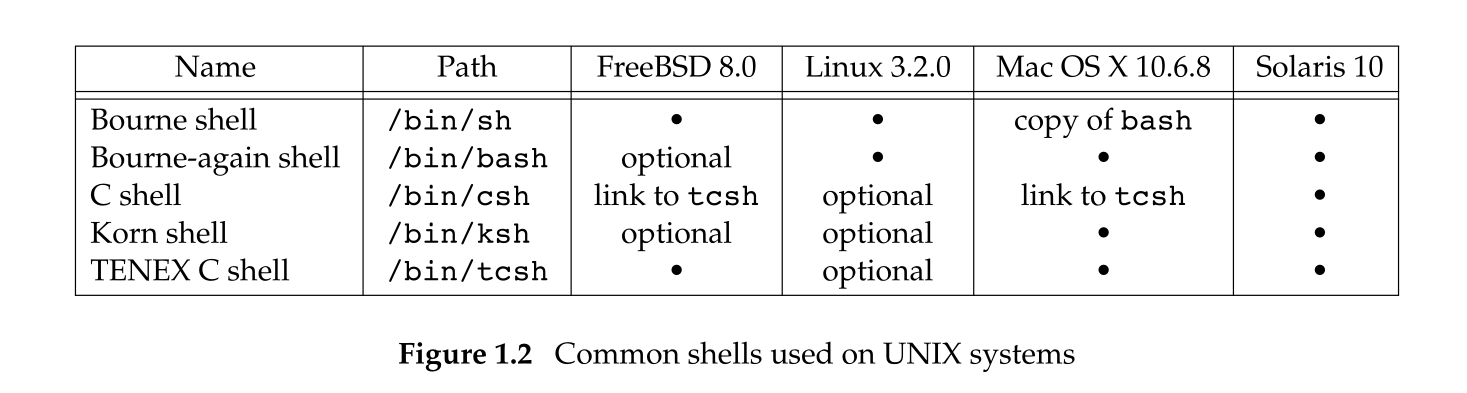 Name Path FreeBSD 8.0 Linux 3.2.0 Mac OS X 10.6.8 Solaris 10
Bourne shell /bin/sh • • copy of bash •
Bourne-again shell /bin/bash optional • • •
C shell /bin/csh link to tcsh optional link to tcsh •
Korn shell /bin/ksh optional optional • •
TENEX C shell /bin/tcsh • optional • •
Figure 1.2 Common shells used on UNIX systems